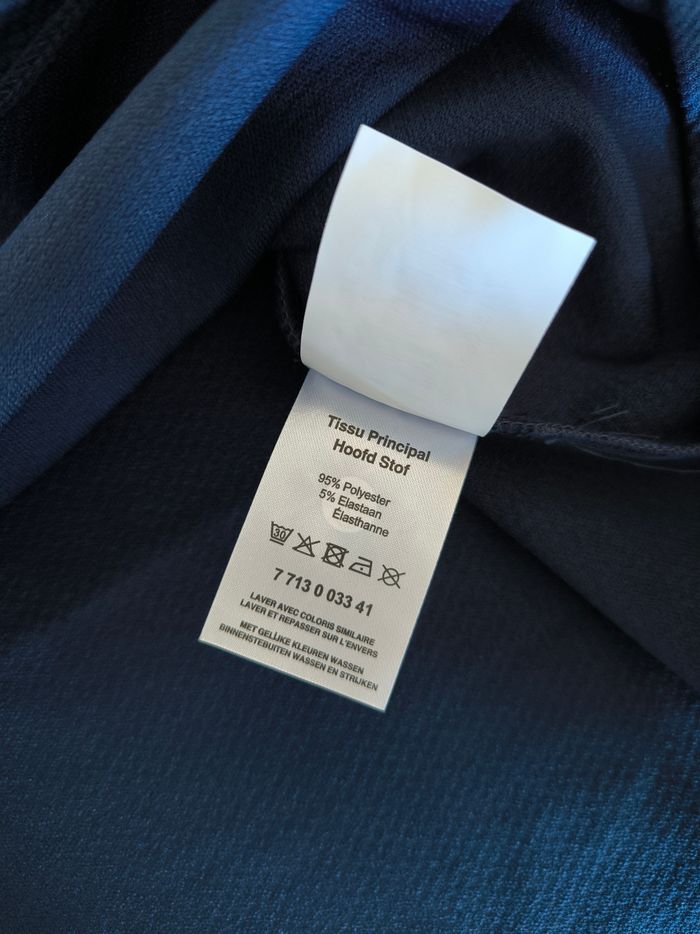 Tissu Principal
Hoofd Stof
95% Polyester
5% Elastaan
Élasthanne
30
7 713 0 033 41
LAVER AVEC COLORIS SIMILAIRE
LAVER ET REPASSER SUR L'ENVERS
MET GELIJKE KLEUREN WASSEN
BINNENSTEBUITEN WASSEN EN STRIJKEN